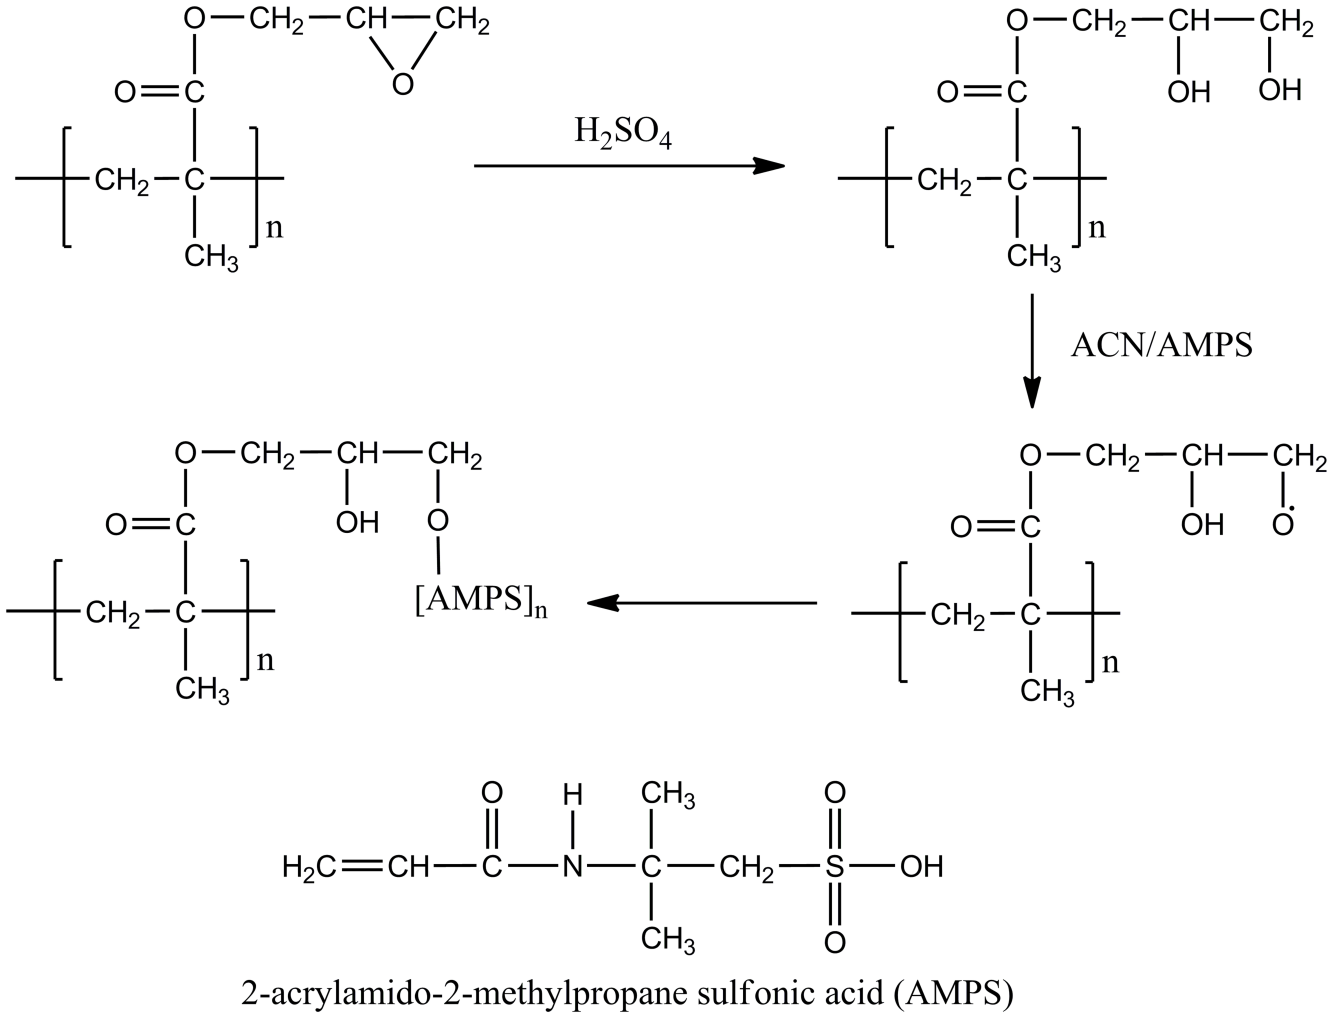 O CH₂ CH CH₂
O
O C
CH₂ C
n
CH₃
H₂SO₄
O CH₂ CH CH₂
OH OH
O C
CH₂ C
n
CH₃
ACN/AMPS
O CH₂ CH CH₂
OH O
O C
[AMPS]ₙ
CH₂ C
n
CH₃
O CH₂ CH CH₂
OH Ȯ
O C
CH₂ C
n
CH₃
O H CH₃ O
H₂C CH C N C CH₂ S OH
CH₃ O
2-acrylamido-2-methylpropane sulfonic acid (AMPS)